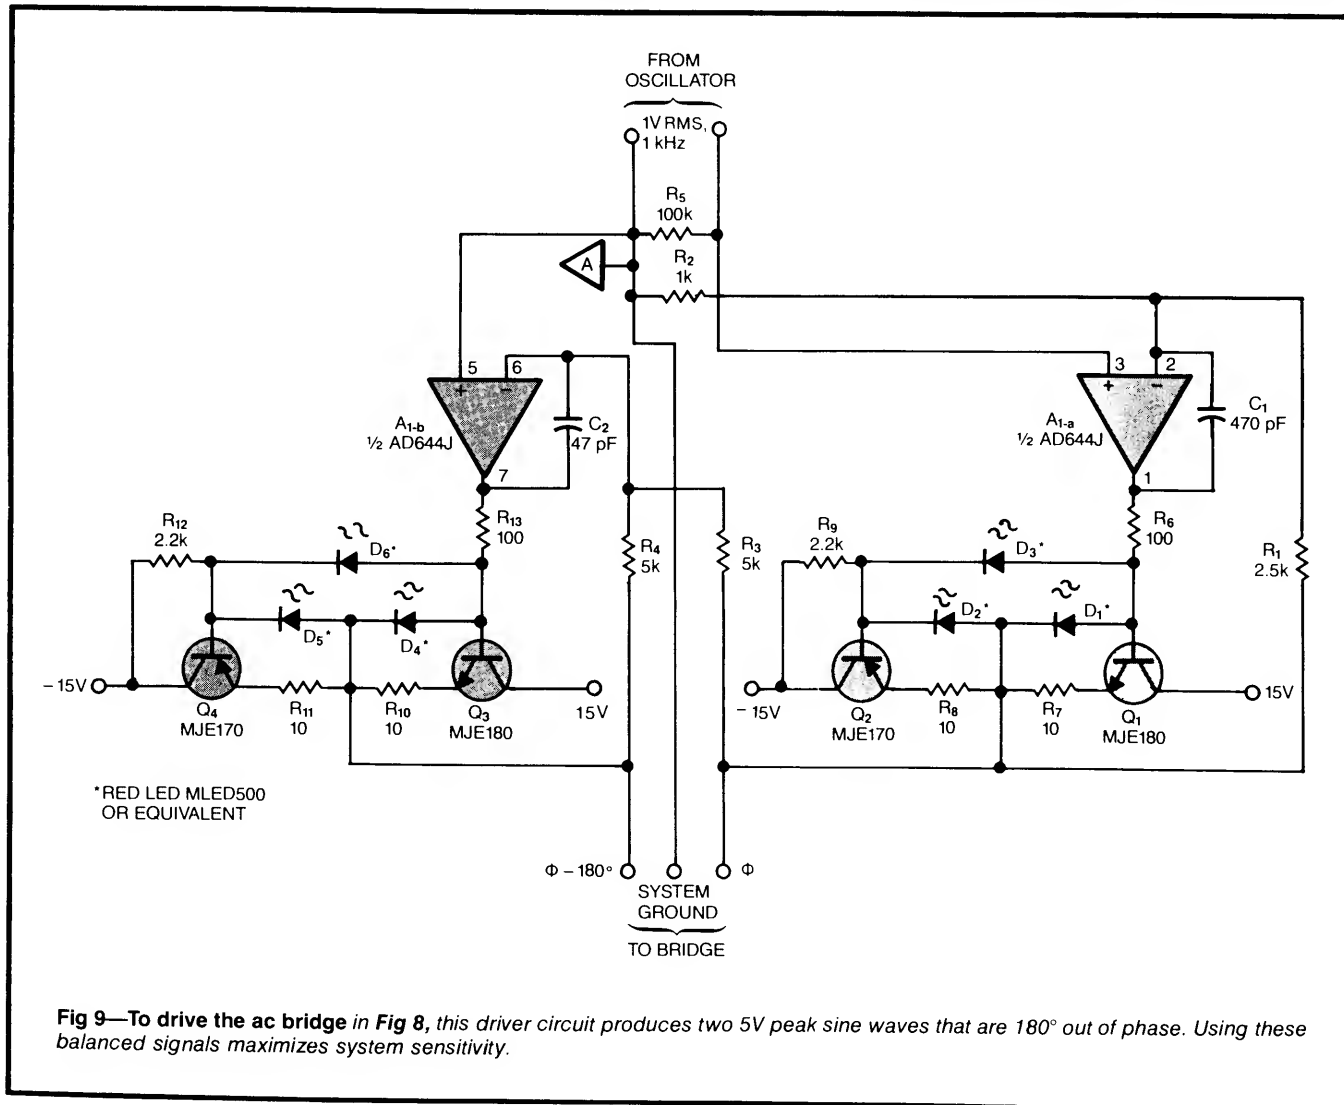 FROM
OSCILLATOR
1V RMS,
1 kHz
R5
100k
A
R2
1k
5
6
+
−
A1-b
½ AD644J
C2
47 pF
7
3
2
+
−
A1-a
½ AD644J
C1
470 pF
1
R12
2.2k
D6*
R13
100
R4
5k
R3
5k
R9
2.2k
D3*
R6
100
R1
2.5k
D5*
D4*
D2*
D1*
− 15V
Q4
MJE170
R11
10
R10
10
Q3
MJE180
15V
− 15V
Q2
MJE170
R8
10
R7
10
Q1
MJE180
15V
*RED LED MLED500
OR EQUIVALENT
Φ − 180°
Φ
SYSTEM
GROUND
TO BRIDGE
Fig 9—To drive the ac bridge in Fig 8, this driver circuit produces two 5V peak sine waves that are 180° out of phase. Using these
balanced signals maximizes system sensitivity.